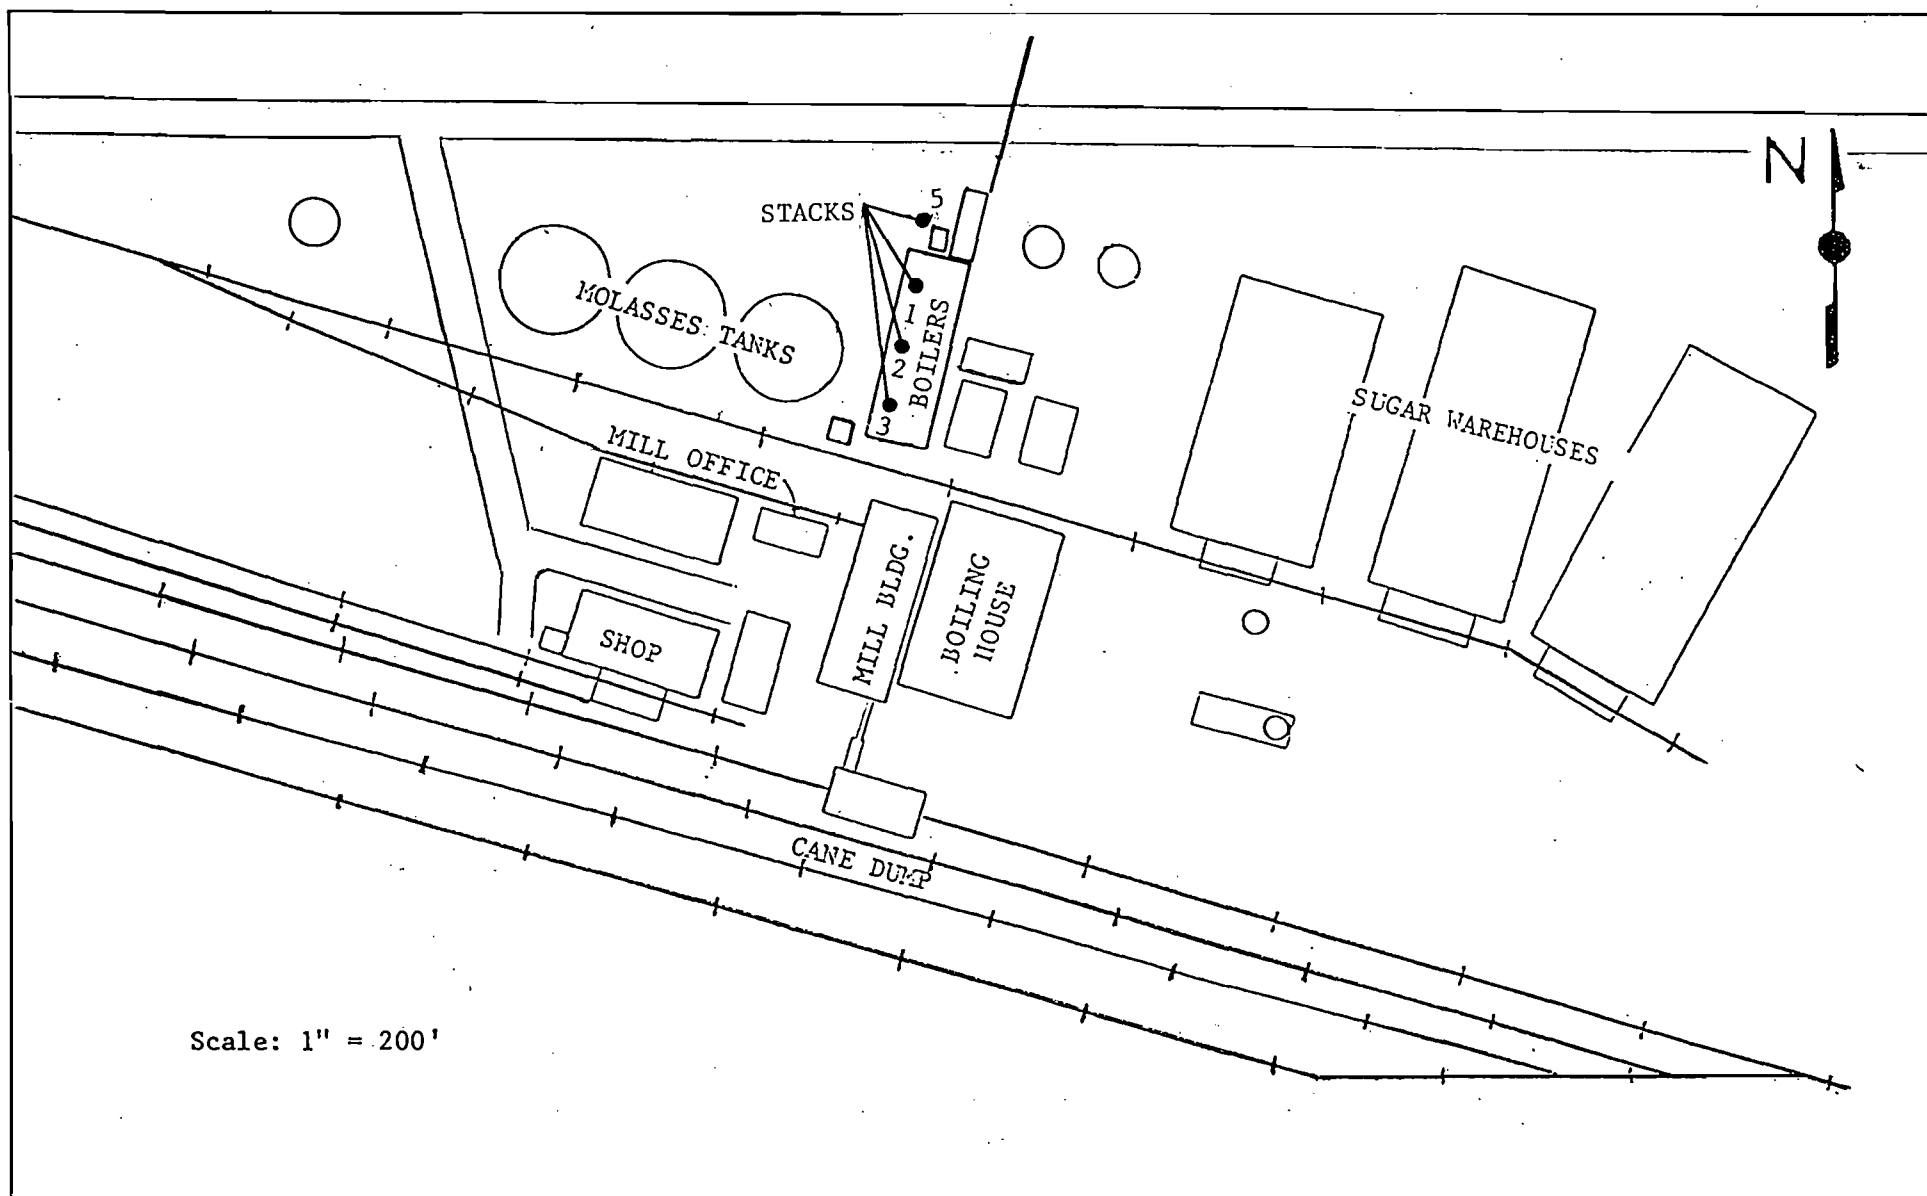 N
STACKS
5
1
2
3
BOILERS
MOLASSES TANKS
SUGAR WAREHOUSES
MILL OFFICE
MILL BLDG.
BOILING
HOUSE
SHOP
CANE DUMP
Scale: 1" = 200'